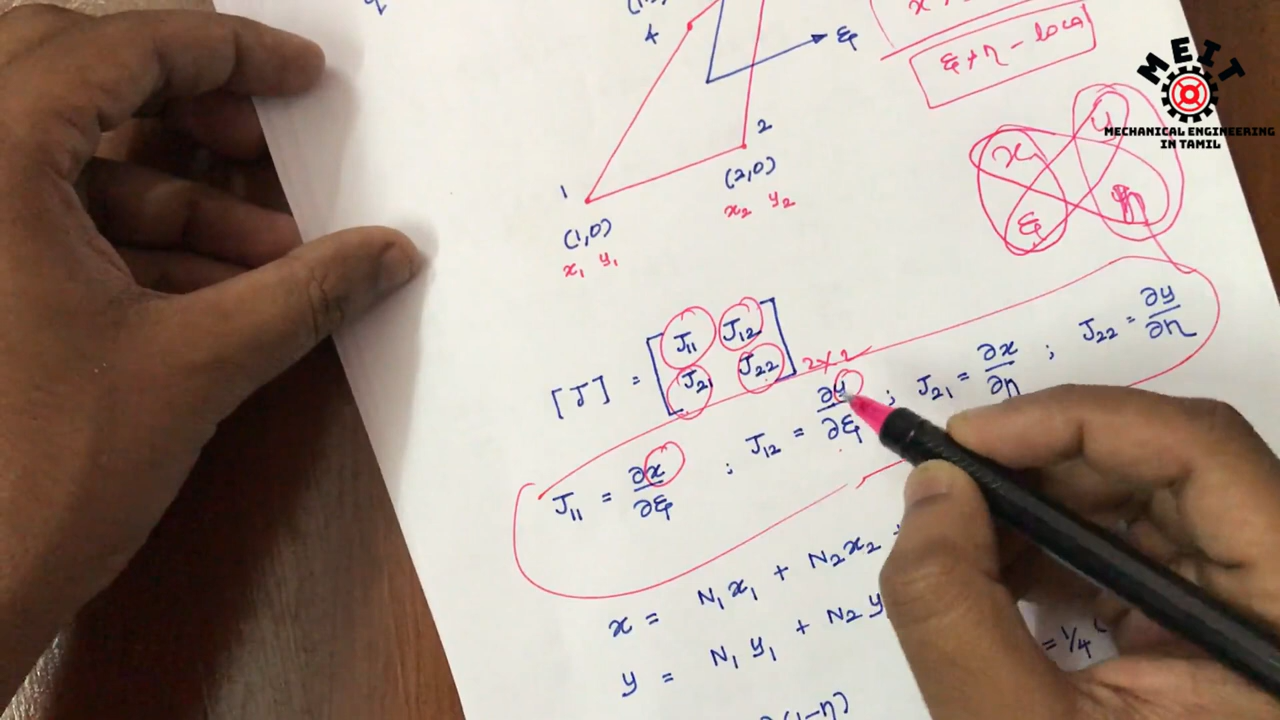 4
ξ
ξ, η - local
MEIT
MECHANICAL ENGINEERING
IN TAMIL
x y
ξ η
2
(2,0)
x₂ y₂
1
(1,0)
x₁ y₁
[J] = [ J₁₁ J₁₂
J₂₁ J₂₂ ] 2×2
J₁₁ = ∂x/∂ξ ; J₁₂ = ∂y/∂ξ ; J₂₁ = ∂x/∂η ; J₂₂ = ∂y/∂η
x = N₁x₁ + N₂x₂ +
y = N₁y₁ + N₂y
= 1/4 (
(1-η)